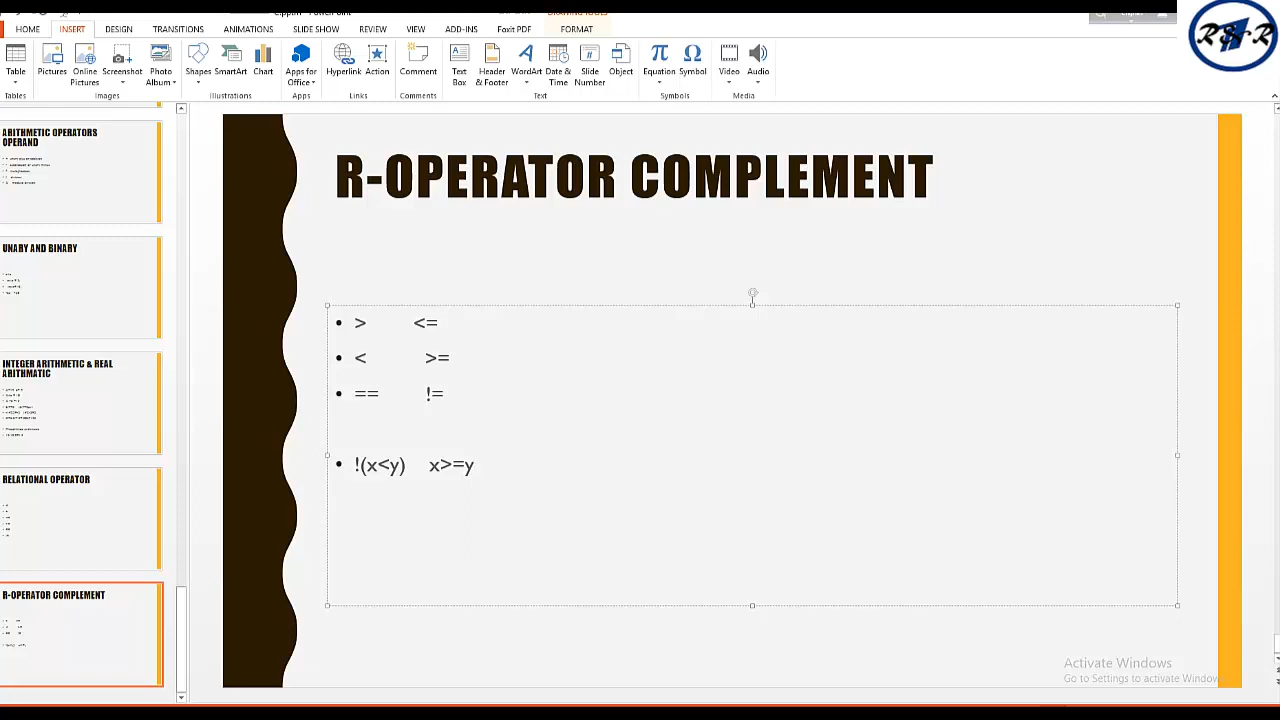 HOME INSERT DESIGN TRANSITIONS ANIMATIONS SLIDE SHOW REVIEW VIEW ADD-INS Foxit PDF FORMAT
Table Pictures Online Pictures Screenshot Photo Album Shapes SmartArt Chart Apps for Office Hyperlink Action Comment Text Box Header & Footer WordArt Date & Time Slide Number Object Equation Symbol Video Audio
Tables Images Illustrations Apps Links Comments Text Symbols Media
R & R
ARITHMETIC OPERATORS
OPERAND
UNARY AND BINARY
INTEGER ARITHMETIC & REAL
ARITHMATIC
RELATIONAL OPERATOR
R-OPERATOR COMPLEMENT
R-OPERATOR COMPLEMENT
• > <=
• < >=
• == !=
• !(x<y) x>=y
Activate Windows
Go to Settings to activate Windows